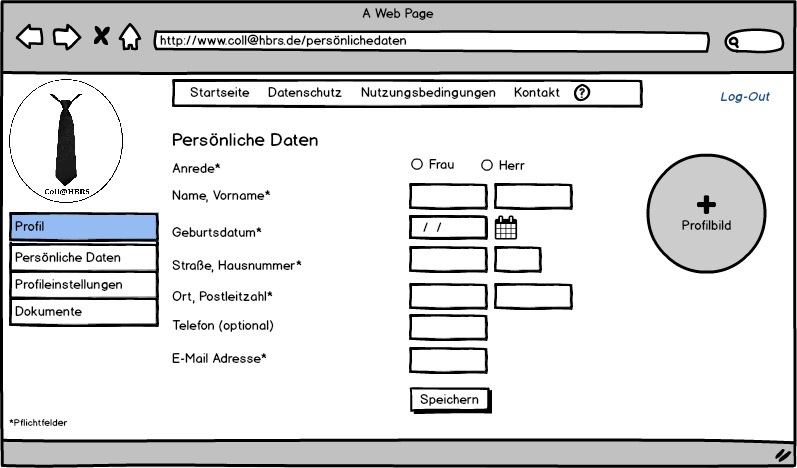 A Web Page
http://www.coll@hbrs.de/persönlichedaten
Startseite Datenschutz Nutzungsbedingungen Kontakt ?
Log-Out
Coll@HBRS
Profil
Persönliche Daten
Profileinstellungen
Dokumente
Persönliche Daten
Anrede* Frau Herr
Name, Vorname*
Geburtsdatum* / /
Straße, Hausnummer*
Ort, Postleitzahl*
Telefon (optional)
E-Mail Adresse*
Speichern
Profilbild
*Pflichtfelder